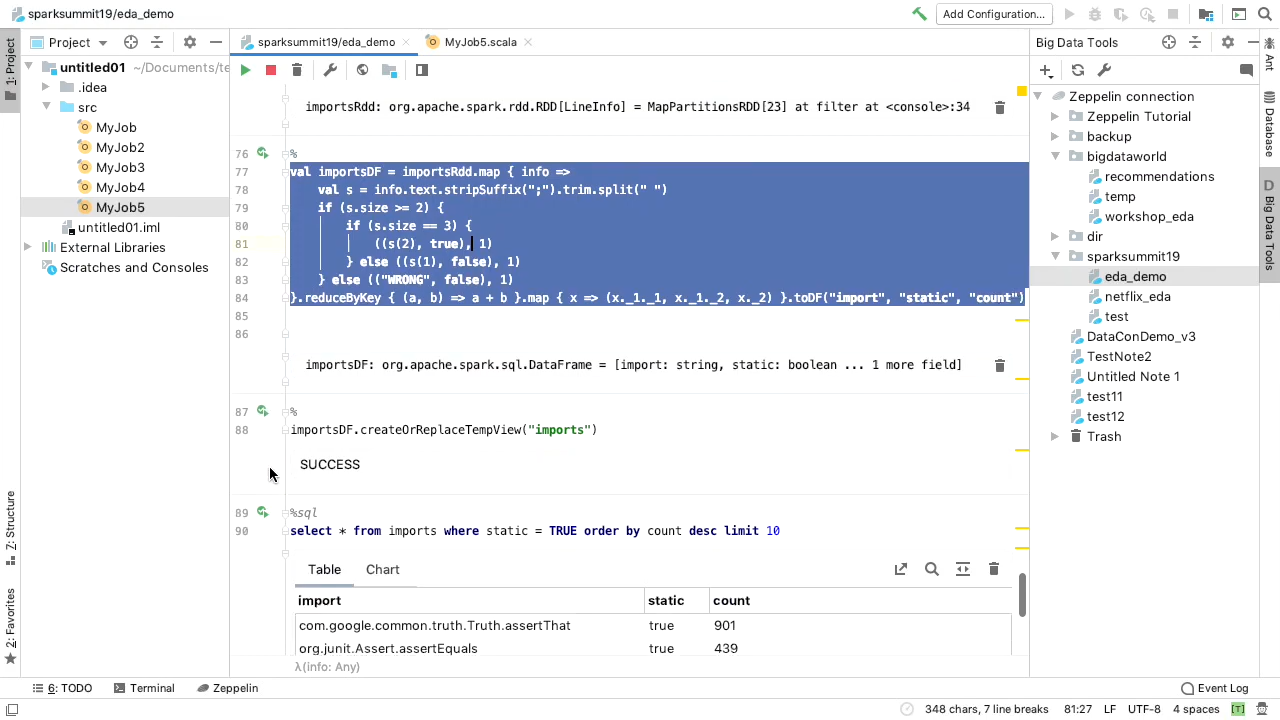 sparksummit19/eda_demo
Add Configuration...
1: Project
Project
sparksummit19/eda_demo
MyJob5.scala
Big Data Tools
untitled01 ~/Documents/te
.idea
src
MyJob
MyJob2
MyJob3
MyJob4
MyJob5
untitled01.iml
External Libraries
Scratches and Consoles
7: Structure
2: Favorites
importsRdd: org.apache.spark.rdd.RDD[LineInfo] = MapPartitionsRDD[23] at filter at <console>:34
76 %
77 val importsDF = importsRdd.map { info =>
78 val s = info.text.stripSuffix(";").trim.split(" ")
79 if (s.size >= 2) {
80 if (s.size == 3) {
81 ((s(2), true), 1)
82 } else ((s(1), false), 1)
83 } else (("WRONG", false), 1)
84 }.reduceByKey { (a, b) => a + b }.map { x => (x._1._1, x._1._2, x._2) }.toDF("import", "static", "count")
85
86
importsDF: org.apache.spark.sql.DataFrame = [import: string, static: boolean ... 1 more field]
87 %
88 importsDF.createOrReplaceTempView("imports")
SUCCESS
89 %sql
90 select * from imports where static = TRUE order by count desc limit 10
Table Chart
import static count
com.google.common.truth.Truth.assertThat true 901
org.junit.Assert.assertEquals true 439
λ(info: Any)
Zeppelin connection
Zeppelin Tutorial
backup
bigdataworld
recommendations
temp
workshop_eda
dir
sparksummit19
eda_demo
netflix_eda
test
DataConDemo_v3
TestNote2
Untitled Note 1
test11
test12
Trash
Ant
Database
D Big Data Tools
6: TODO
Terminal
Zeppelin
Event Log
348 chars, 7 line breaks 81:27 LF UTF-8 4 spaces [T]